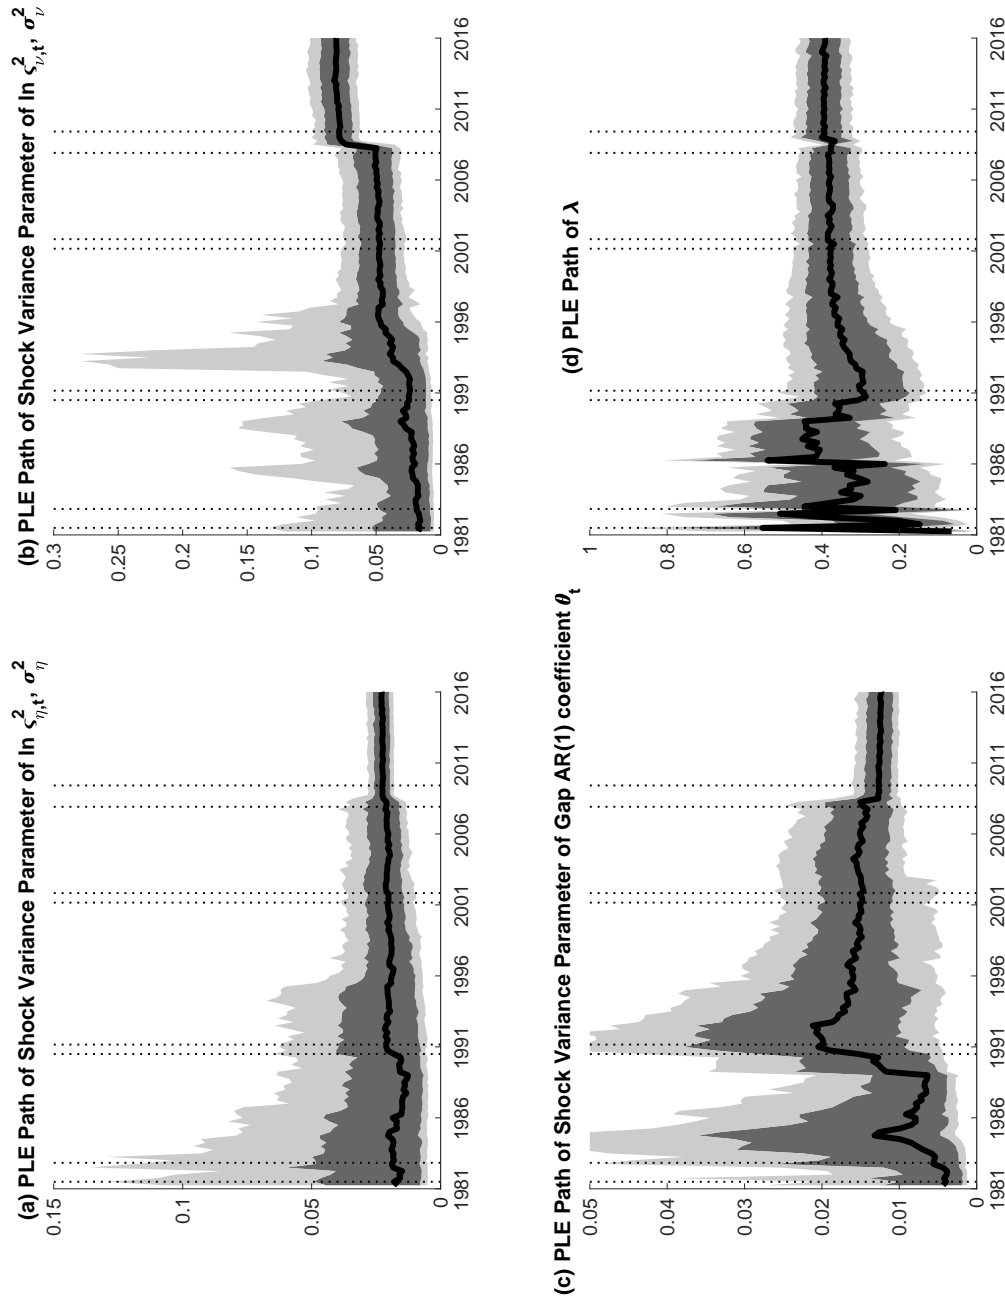 (a) PLE Path of Shock Variance Parameter of ln ς²η,t, σ²η
0.15
0.1
0.05
0
1981 1986 1991 1996 2001 2006 2011 2016
(b) PLE Path of Shock Variance Parameter of ln ς²ν,t, σ²ν
0.3
0.25
0.2
0.15
0.1
0.05
0
1981 1986 1991 1996 2001 2006 2011 2016
(c) PLE Path of Shock Variance Parameter of Gap AR(1) coefficient θt
0.05
0.04
0.03
0.02
0.01
0
1981 1986 1991 1996 2001 2006 2011 2016
(d) PLE Path of λ
1
0.8
0.6
0.4
0.2
0
1981 1986 1991 1996 2001 2006 2011 2016